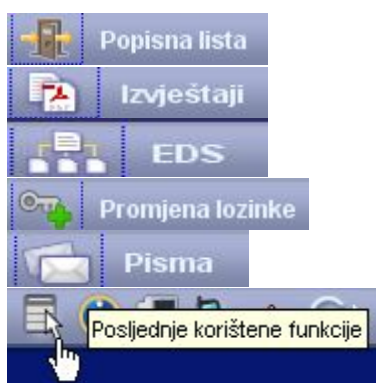 Popisna lista
Izvještaji
EDS
Promjena lozinke
Pisma
Posljednje korištene funkcije